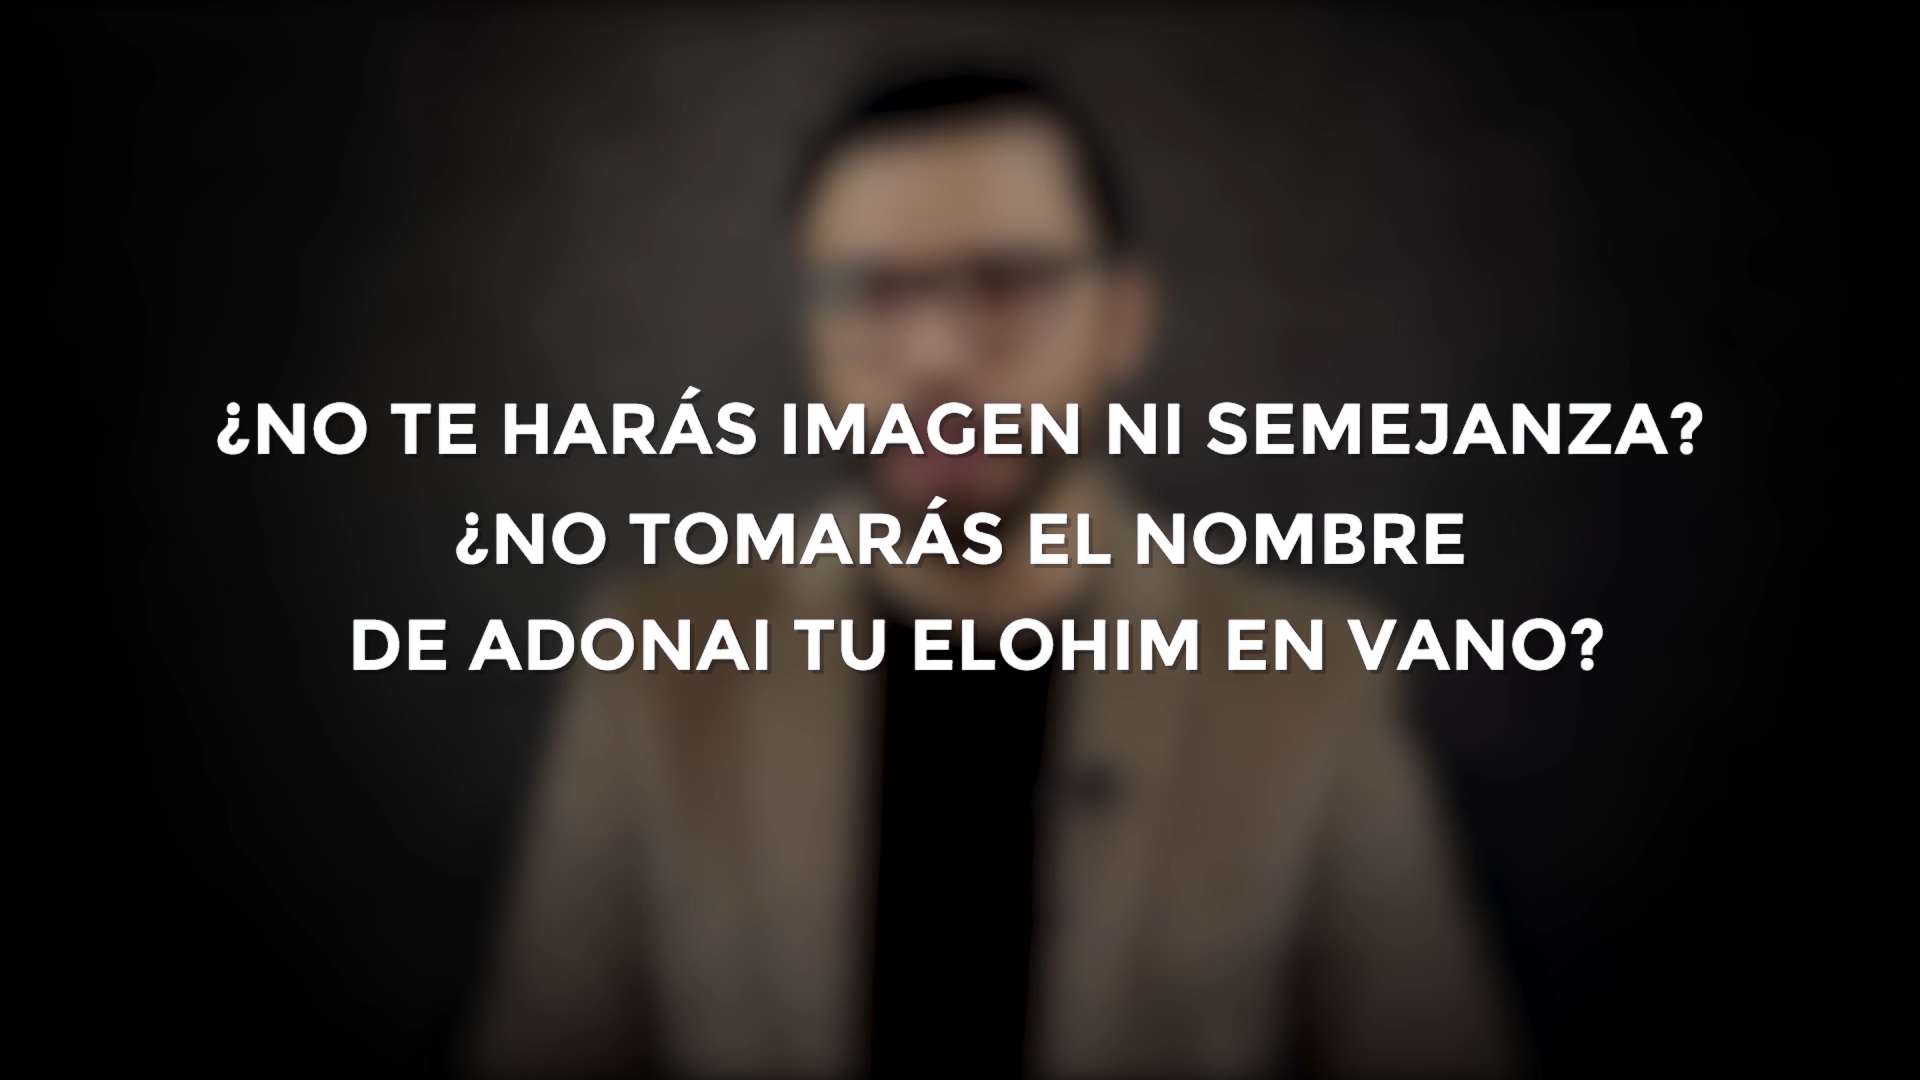 ¿NO TE HARÁS IMAGEN NI SEMEJANZA?
¿NO TOMARÁS EL NOMBRE
DE ADONAI TU ELOHIM EN VANO?